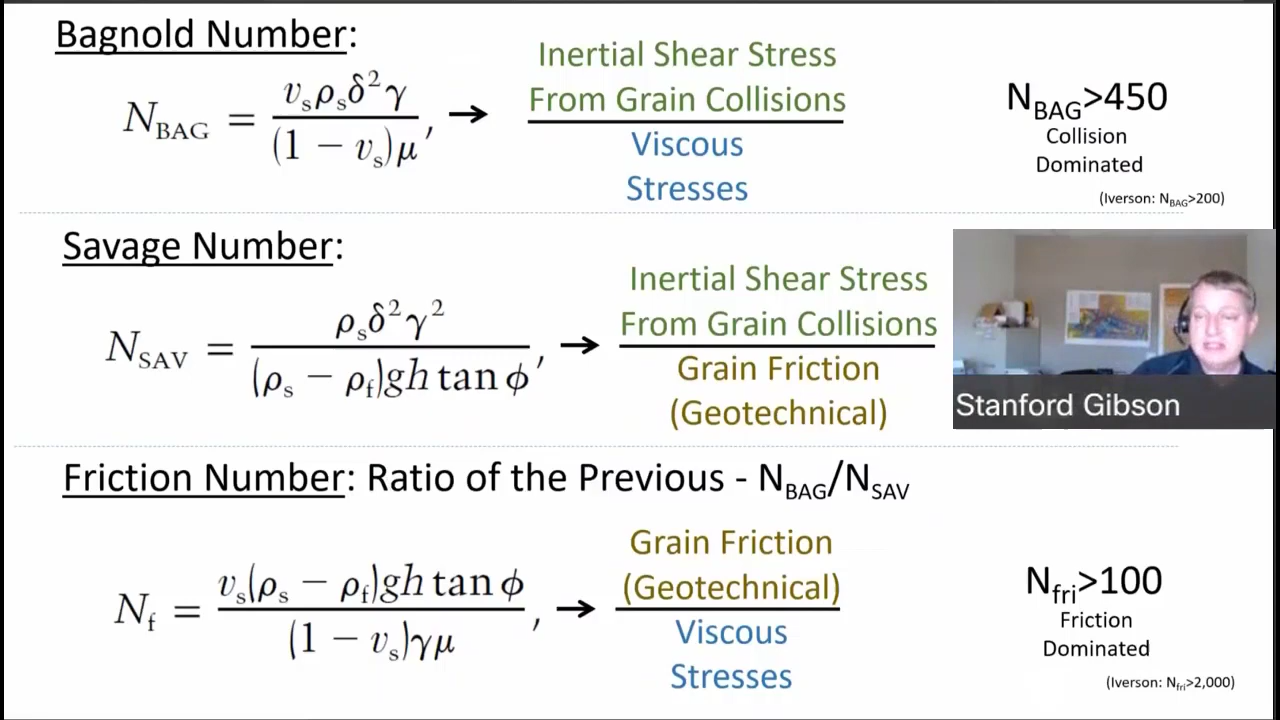 Bagnold Number:
N_BAG = v_sρ_sδ²γ / (1 − v_s)μ, →
Inertial Shear Stress
From Grain Collisions
Viscous
Stresses
N_BAG>450
Collision
Dominated
(Iverson: N_BAG>200)
Savage Number:
N_SAV = ρ_sδ²γ² / (ρ_s − ρ_f)gh tan ϕ, →
Inertial Shear Stress
From Grain Collisions
Grain Friction
(Geotechnical)
Stanford Gibson
Friction Number: Ratio of the Previous - N_BAG/N_SAV
N_f = v_s(ρ_s − ρ_f)gh tan ϕ / (1 − v_s)γμ, →
Grain Friction
(Geotechnical)
Viscous
Stresses
N_fri>100
Friction
Dominated
(Iverson: N_fri>2,000)